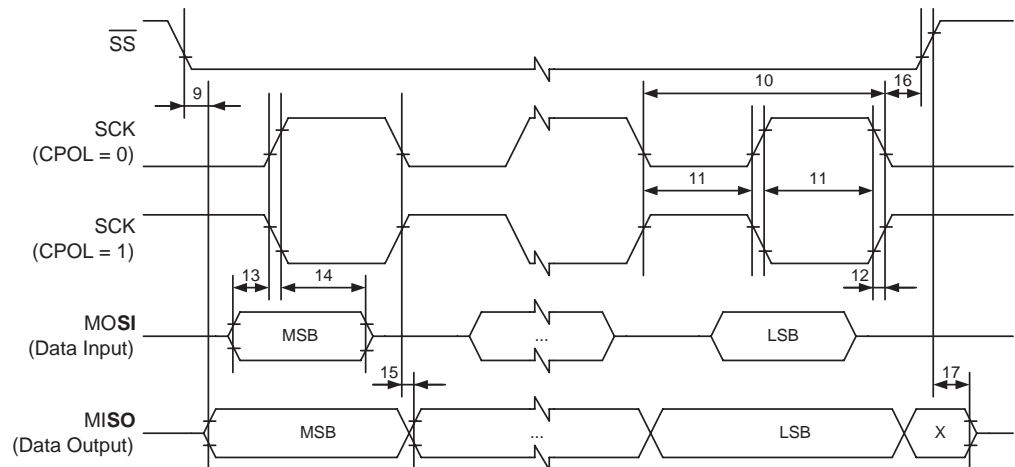 SS
9
10
16
SCK
(CPOL = 0)
11
11
SCK
(CPOL = 1)
12
13
14
MOSI
(Data Input)
MSB
...
LSB
15
17
MISO
(Data Output)
MSB
...
LSB
X